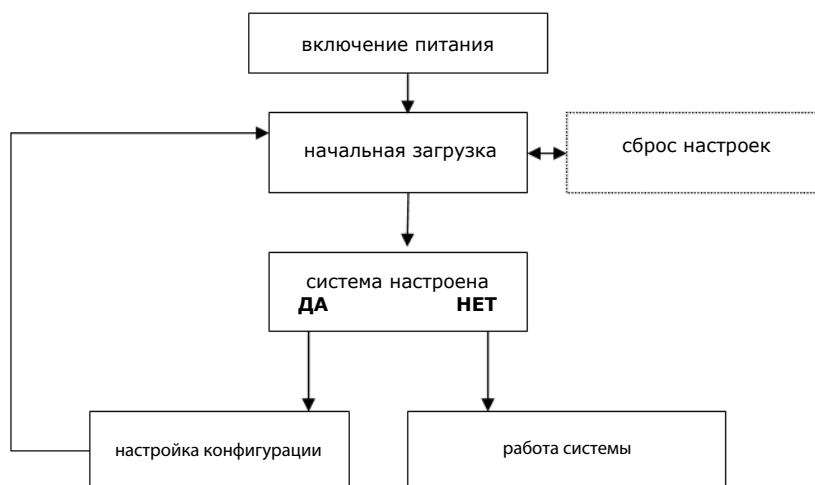 включение питания
начальная загрузка
сброс настроек
система настроена
ДА НЕТ
настройка конфигурации
работа системы